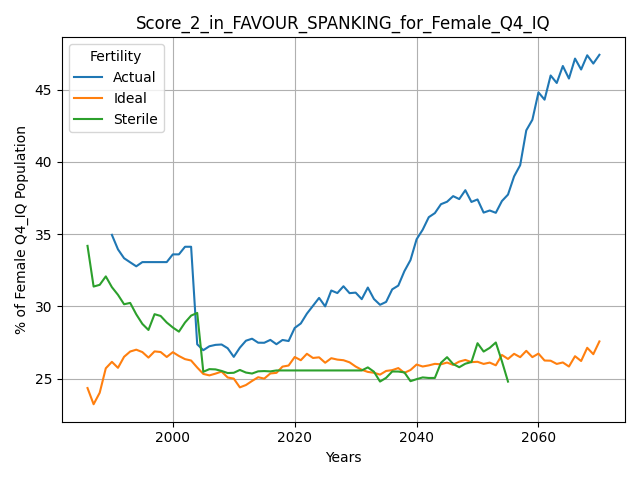 Score_2_in_FAVOUR_SPANKING_for_Female_Q4_IQ
Fertility
Actual
Ideal
Sterile
% of Female Q4_IQ Population
45
40
35
30
25
2000
2020
2040
2060
Years